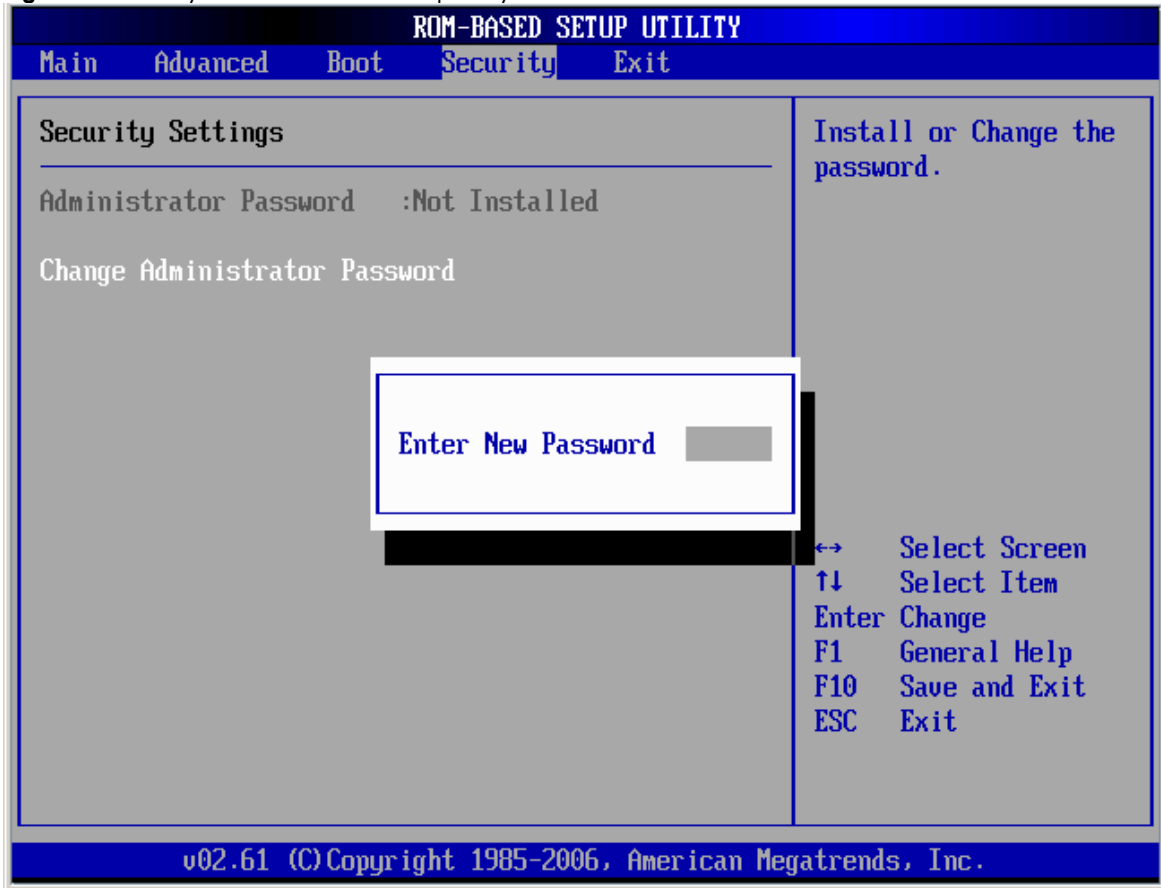 ROM-BASED SETUP UTILITY
Main Advanced Boot Security Exit
Security Settings
Administrator Password :Not Installed
Change Administrator Password
Enter New Password
Install or Change the
password.
←→ Select Screen
↑↓ Select Item
Enter Change
F1 General Help
F10 Save and Exit
ESC Exit
v02.61 (C)Copyright 1985-2006, American Megatrends, Inc.